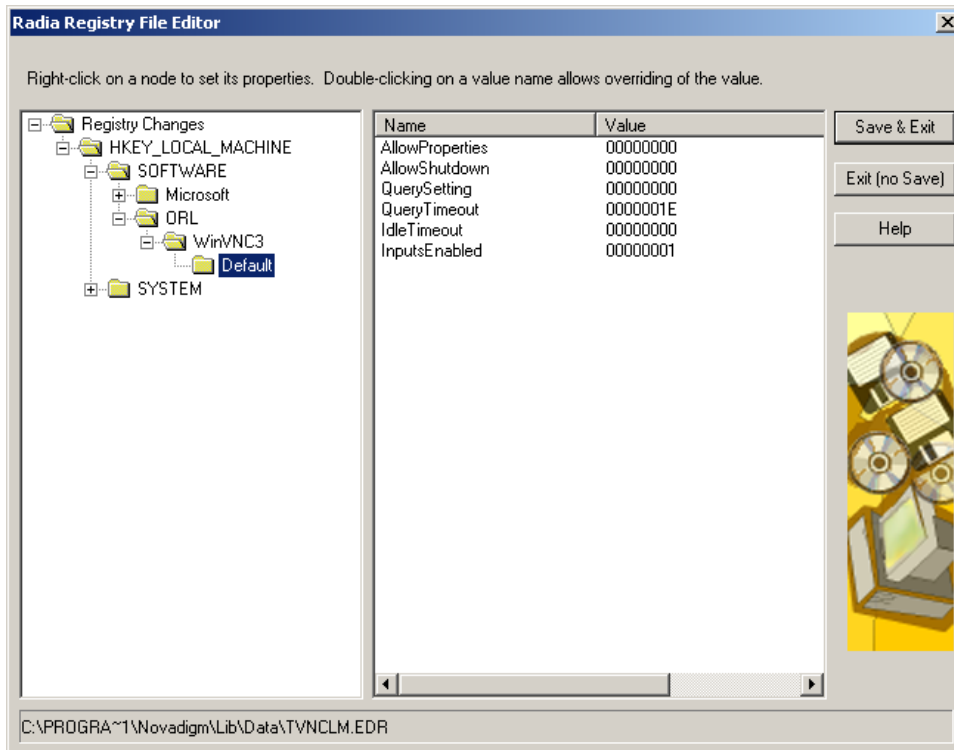 Radia Registry File Editor
Right-click on a node to set its properties. Double-clicking on a value name allows overriding of the value.
Registry Changes
HKEY_LOCAL_MACHINE
SOFTWARE
Microsoft
ORL
WinVNC3
Default
SYSTEM
Name Value
AllowProperties 00000000
AllowShutdown 00000000
QuerySetting 00000000
QueryTimeout 0000001E
IdleTimeout 00000000
InputsEnabled 00000001
Save & Exit
Exit (no Save)
Help
C:\PROGRA~1\Novadigm\Lib\Data\TVNCLM.EDR